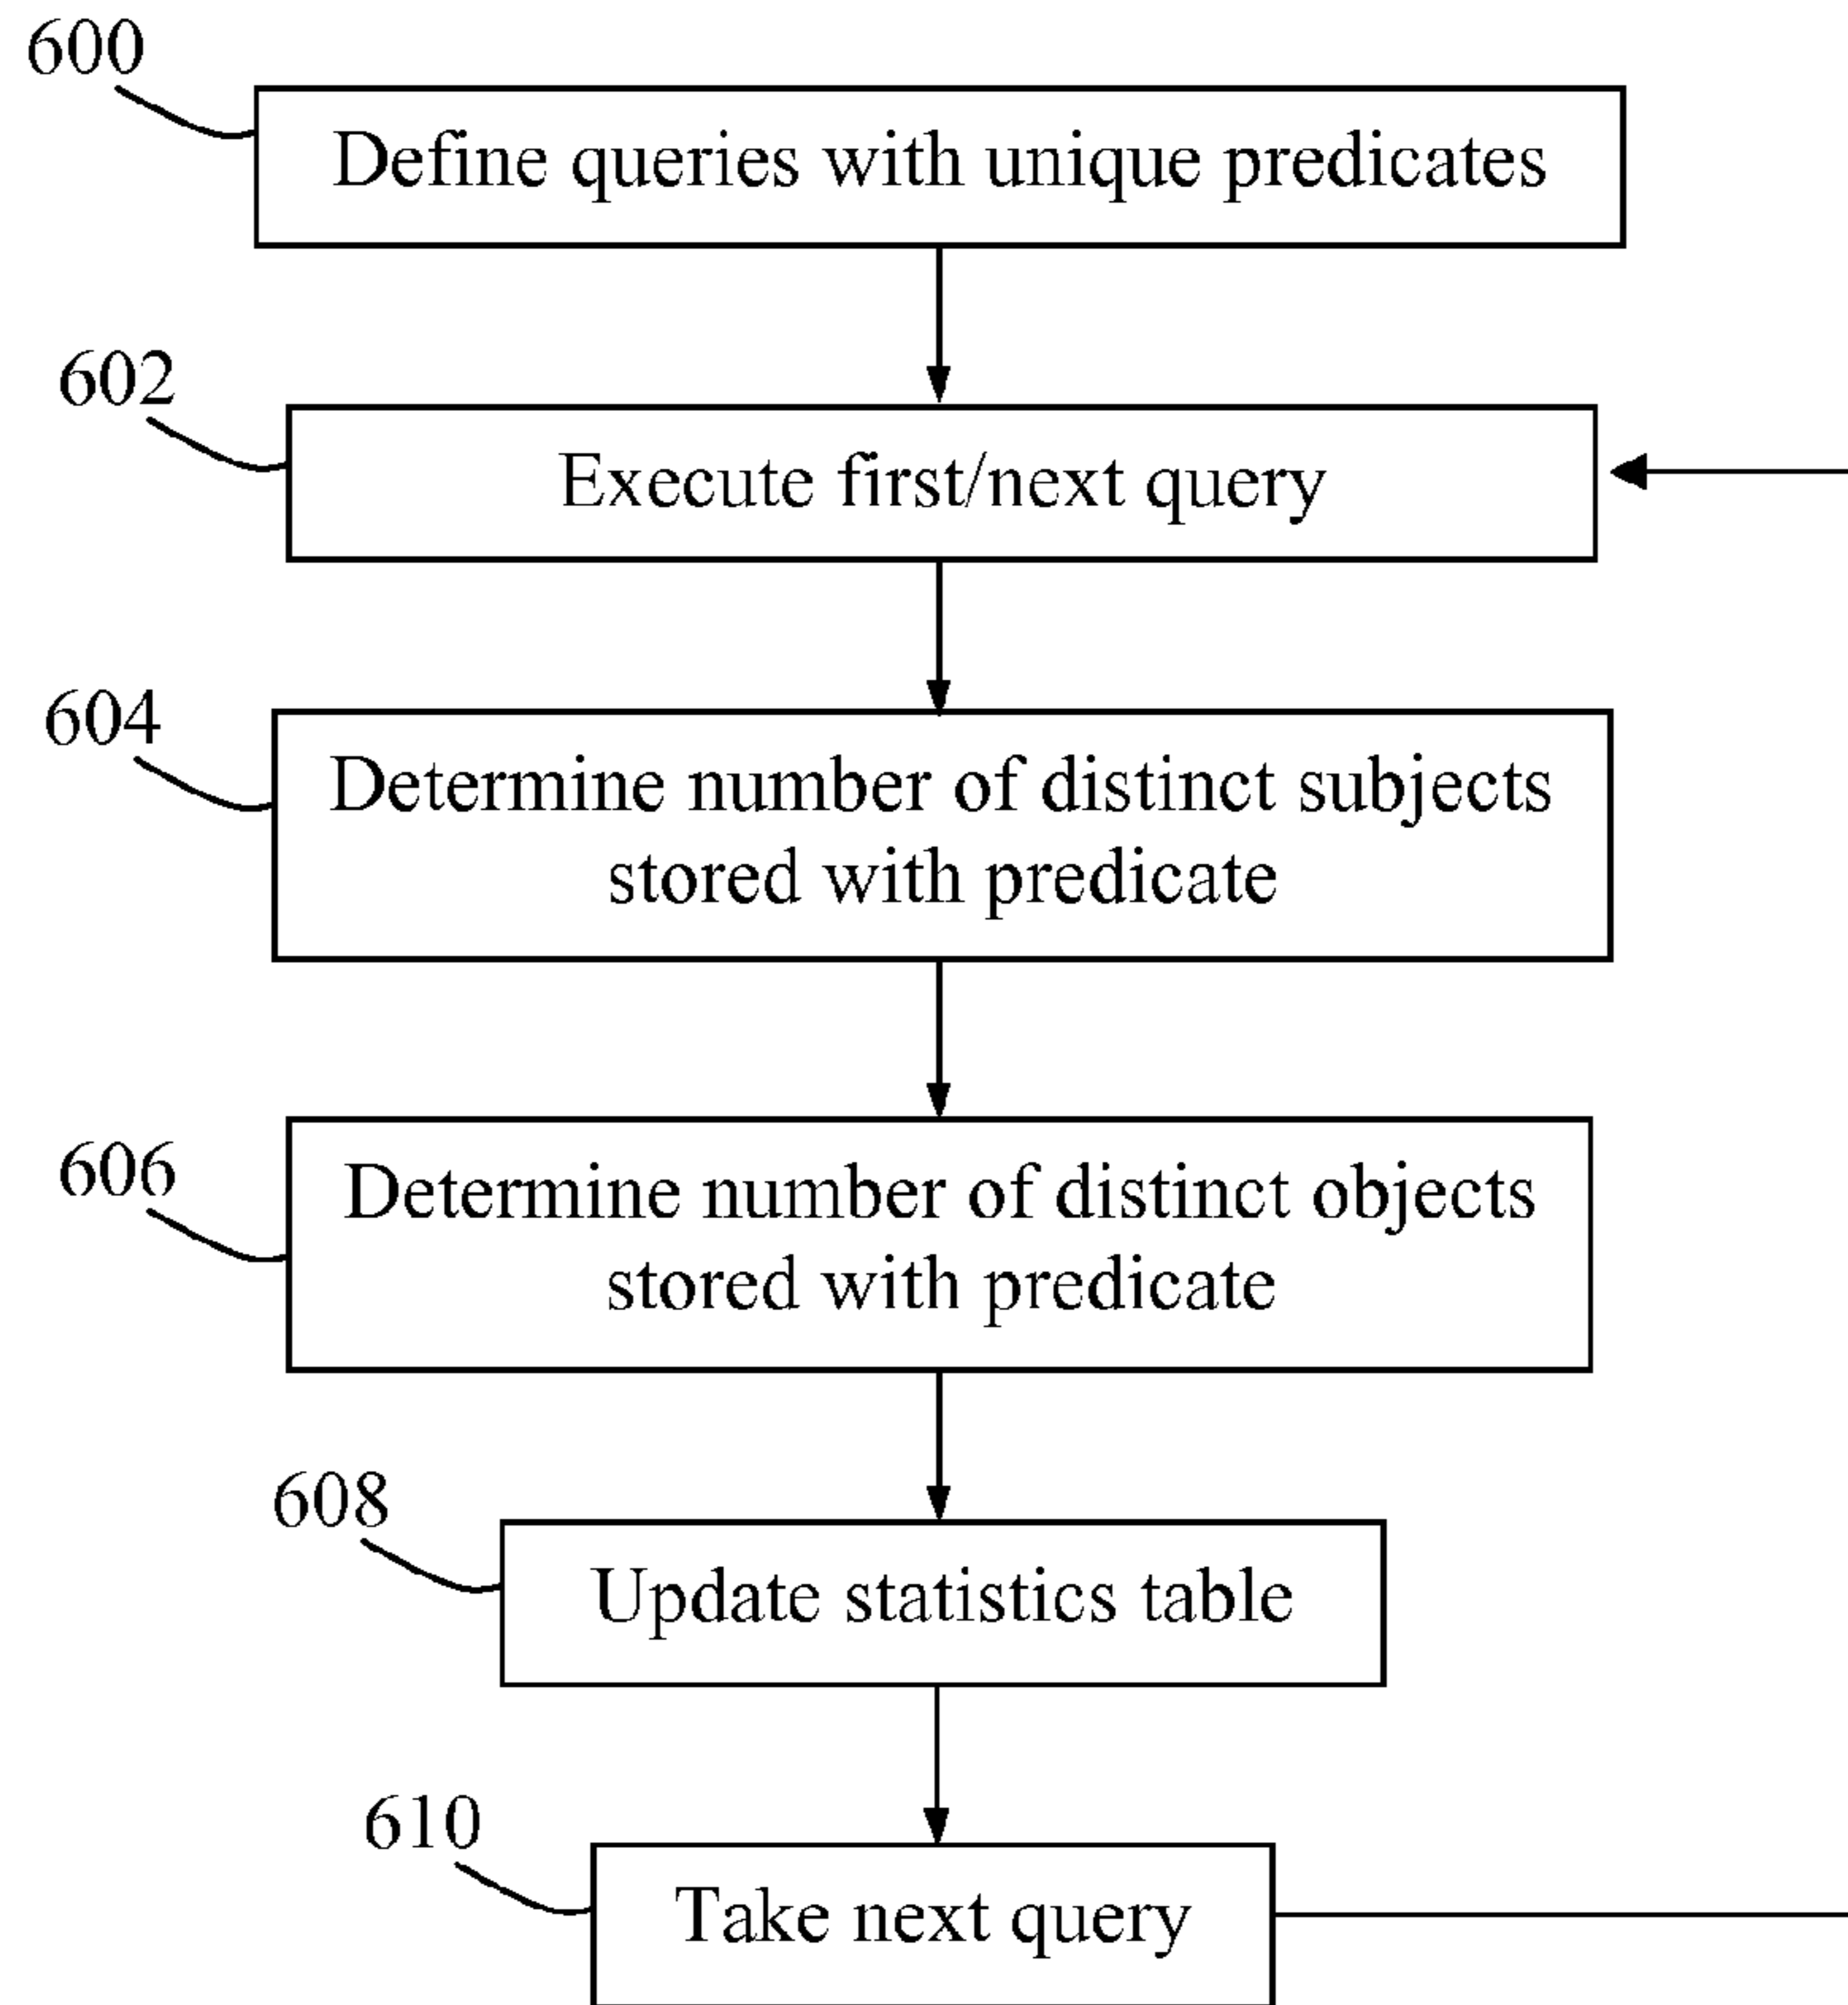 600
Define queries with unique predicates
602
Execute first/next query
604
Determine number of distinct subjects
stored with predicate
606
Determine number of distinct objects
stored with predicate
608
Update statistics table
610
Take next query